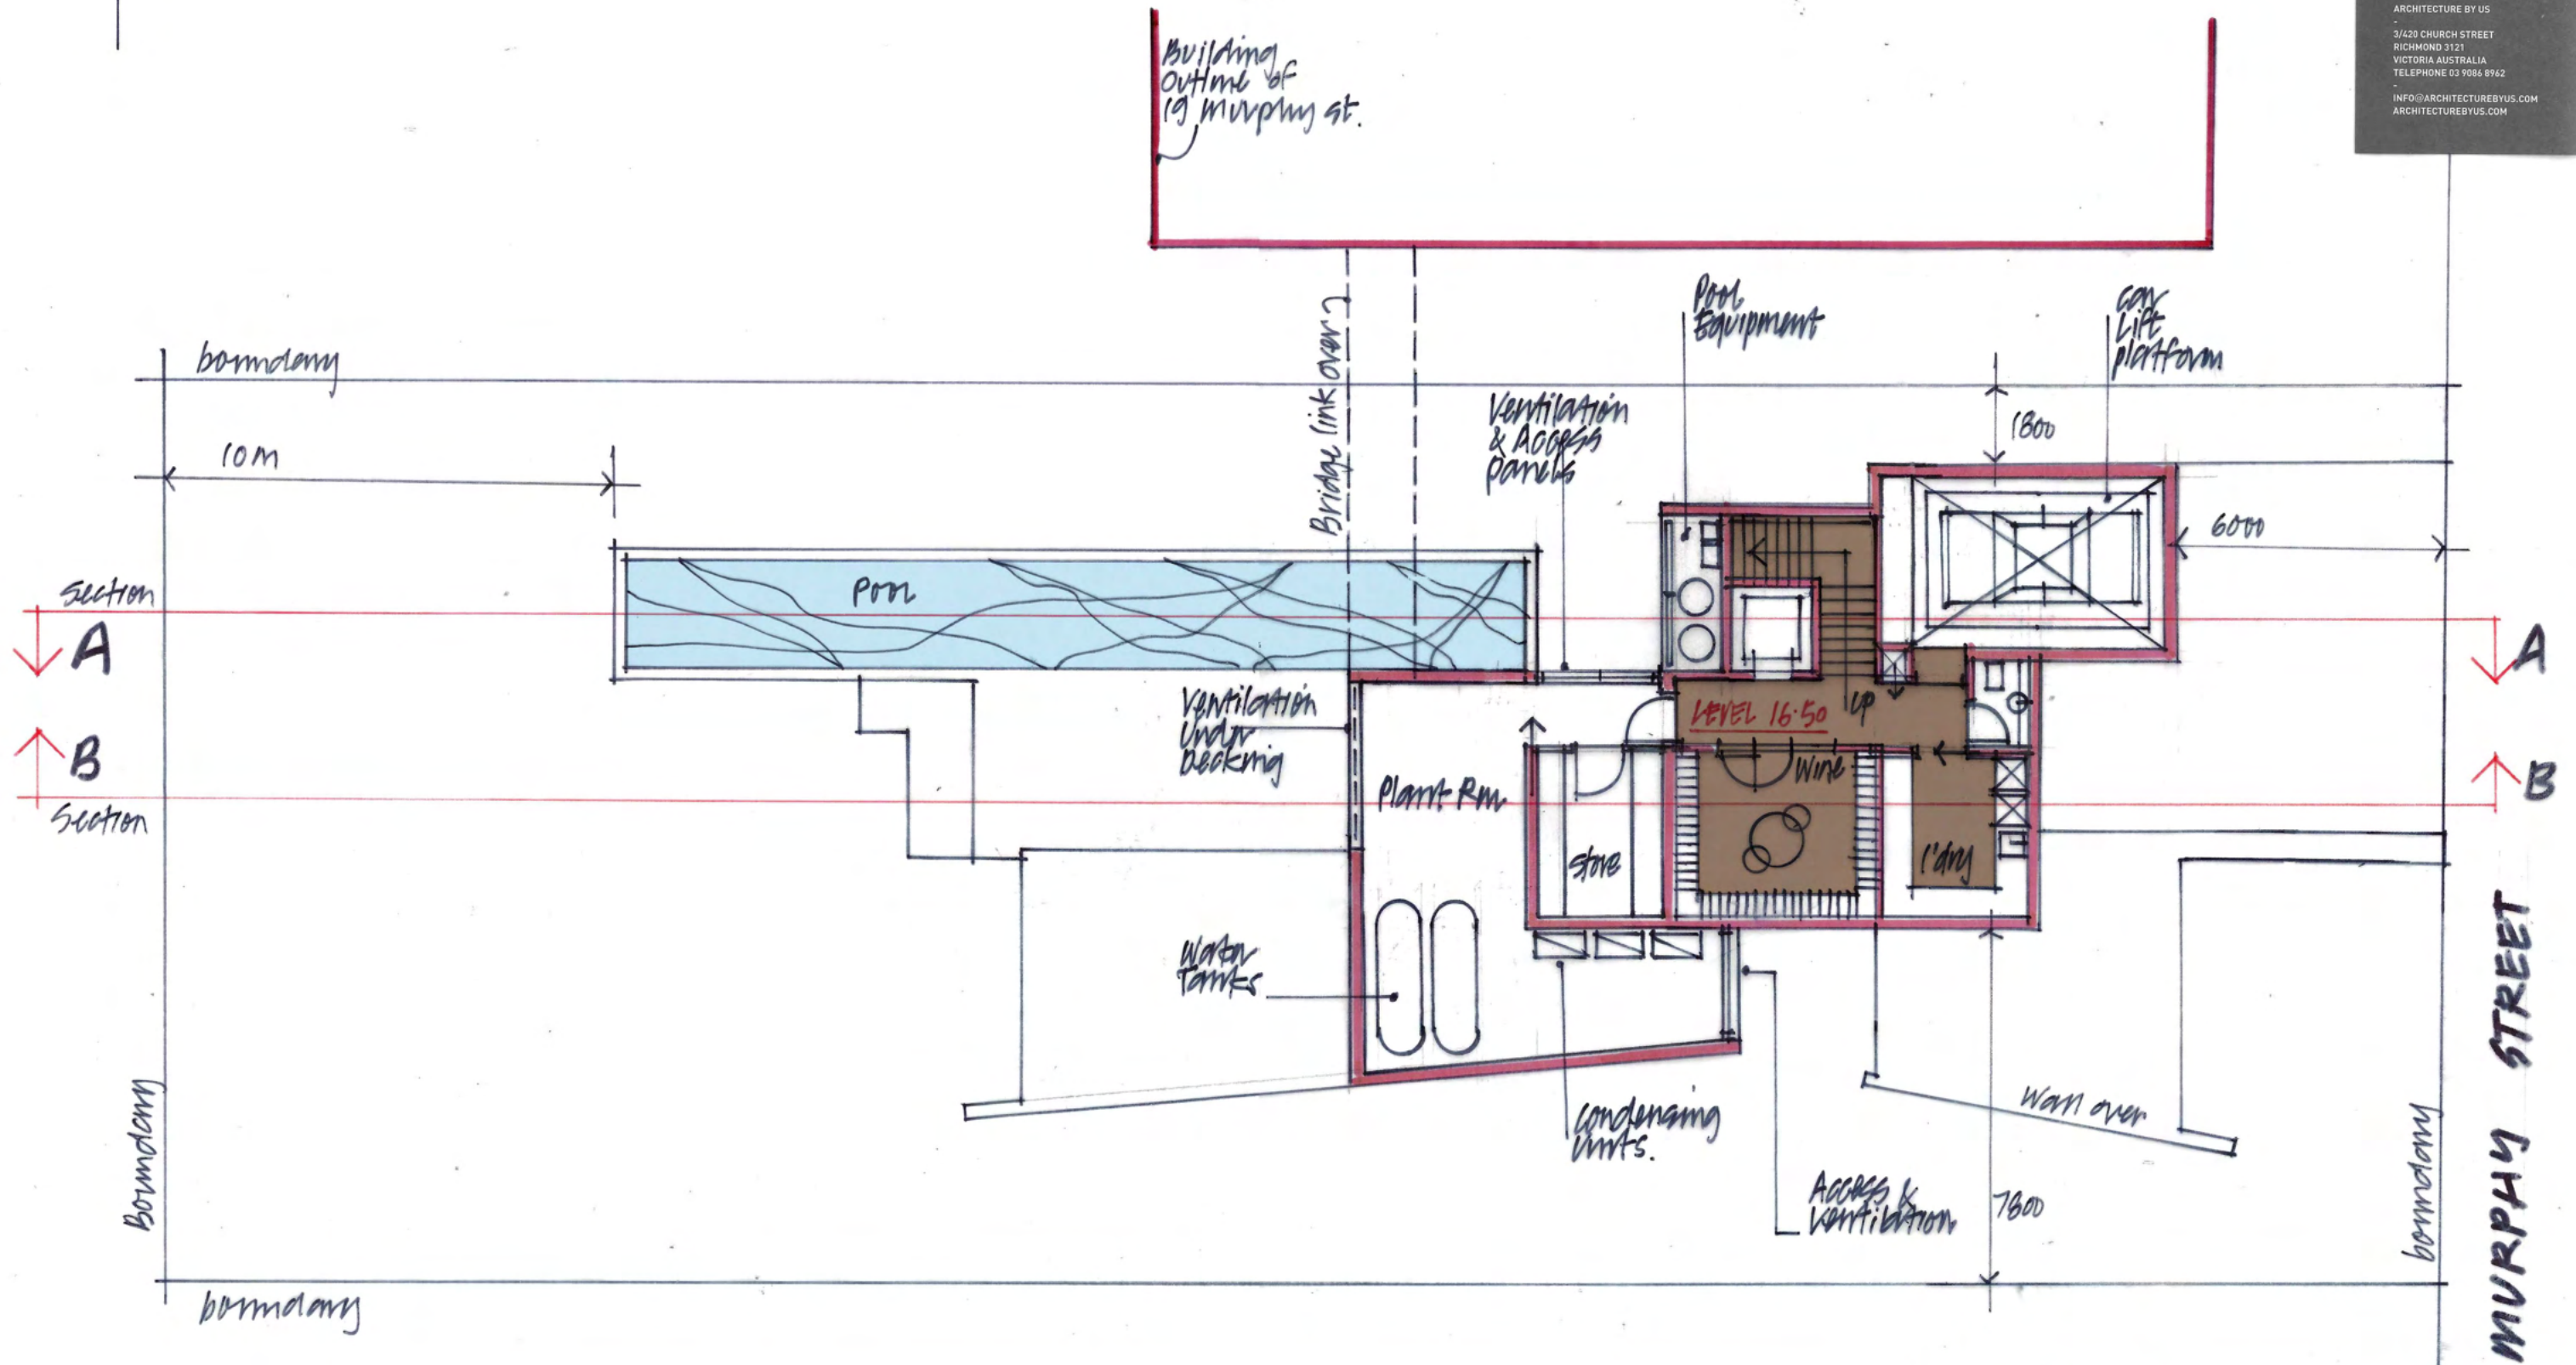 ARCHITECTURE BY US
-
3/420 CHURCH STREET
RICHMOND 3121
VICTORIA AUSTRALIA
TELEPHONE 03 9086 8962
-
INFO@ARCHITECTUREBYUS.COM
ARCHITECTUREBYUS.COM
Building
Outline of
19 Murphy st.
Pool
Equipment
Car
Lift
platform
boundary
Bridge link over
Ventilation
& Access
panels
1800
10m
6000
Section
A
Pool
A
LEVEL 16.50
UP
Ventilation
Under
Decking
B
Section
Plant Rm
Wine
B
Store
L'dry
Water
Tanks
Condensing
Units.
Wall over
Access &
Ventilation
7800
Boundary
boundary
boundary
MURPHY STREET